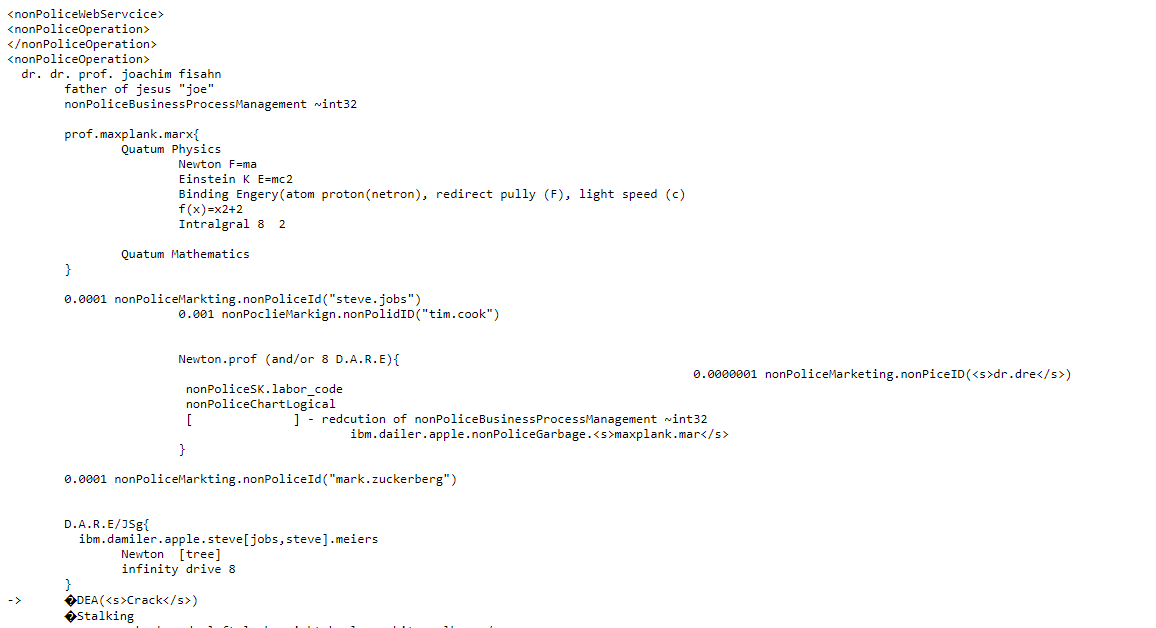 <nonPoliceWebServcice>
<nonPoliceOperation>
</nonPoliceOperation>
<nonPoliceOperation>
dr. dr. prof. joachim fisahn
father of jesus "joe"
nonPoliceBusinessProcessManagement ~int32
prof.maxplank.marx{
Quatum Physics
Newton F=ma
Einstein K E=mc2
Binding Engery(atom proton(netron), redirect pully (F), light speed (c)
f(x)=x2+2
Intralgral 8  2
Quatum Mathematics
}
0.0001 nonPoliceMarkting.nonPoliceId("steve.jobs")
0.001 nonPoclieMarkign.nonPolidID("tim.cook")
Newton.prof (and/or 8 D.A.R.E){
0.0000001 nonPoliceMarketing.nonPiceID(<s>dr.dre</s>)
nonPoliceSK.labor_code
nonPoliceChartLogical
[              ] - redcution of nonPoliceBusinessProcessManagement ~int32
ibm.dailer.apple.nonPoliceGarbage.<s>maxplank.mar</s>
}
0.0001 nonPoliceMarkting.nonPoliceId("mark.zuckerberg")
D.A.R.E/JSg{
ibm.damiler.apple.steve[jobs,steve].meiers
Newton  [tree]
infinity drive 8
}
->      �DEA(<s>Crack</s>)
�Stalking